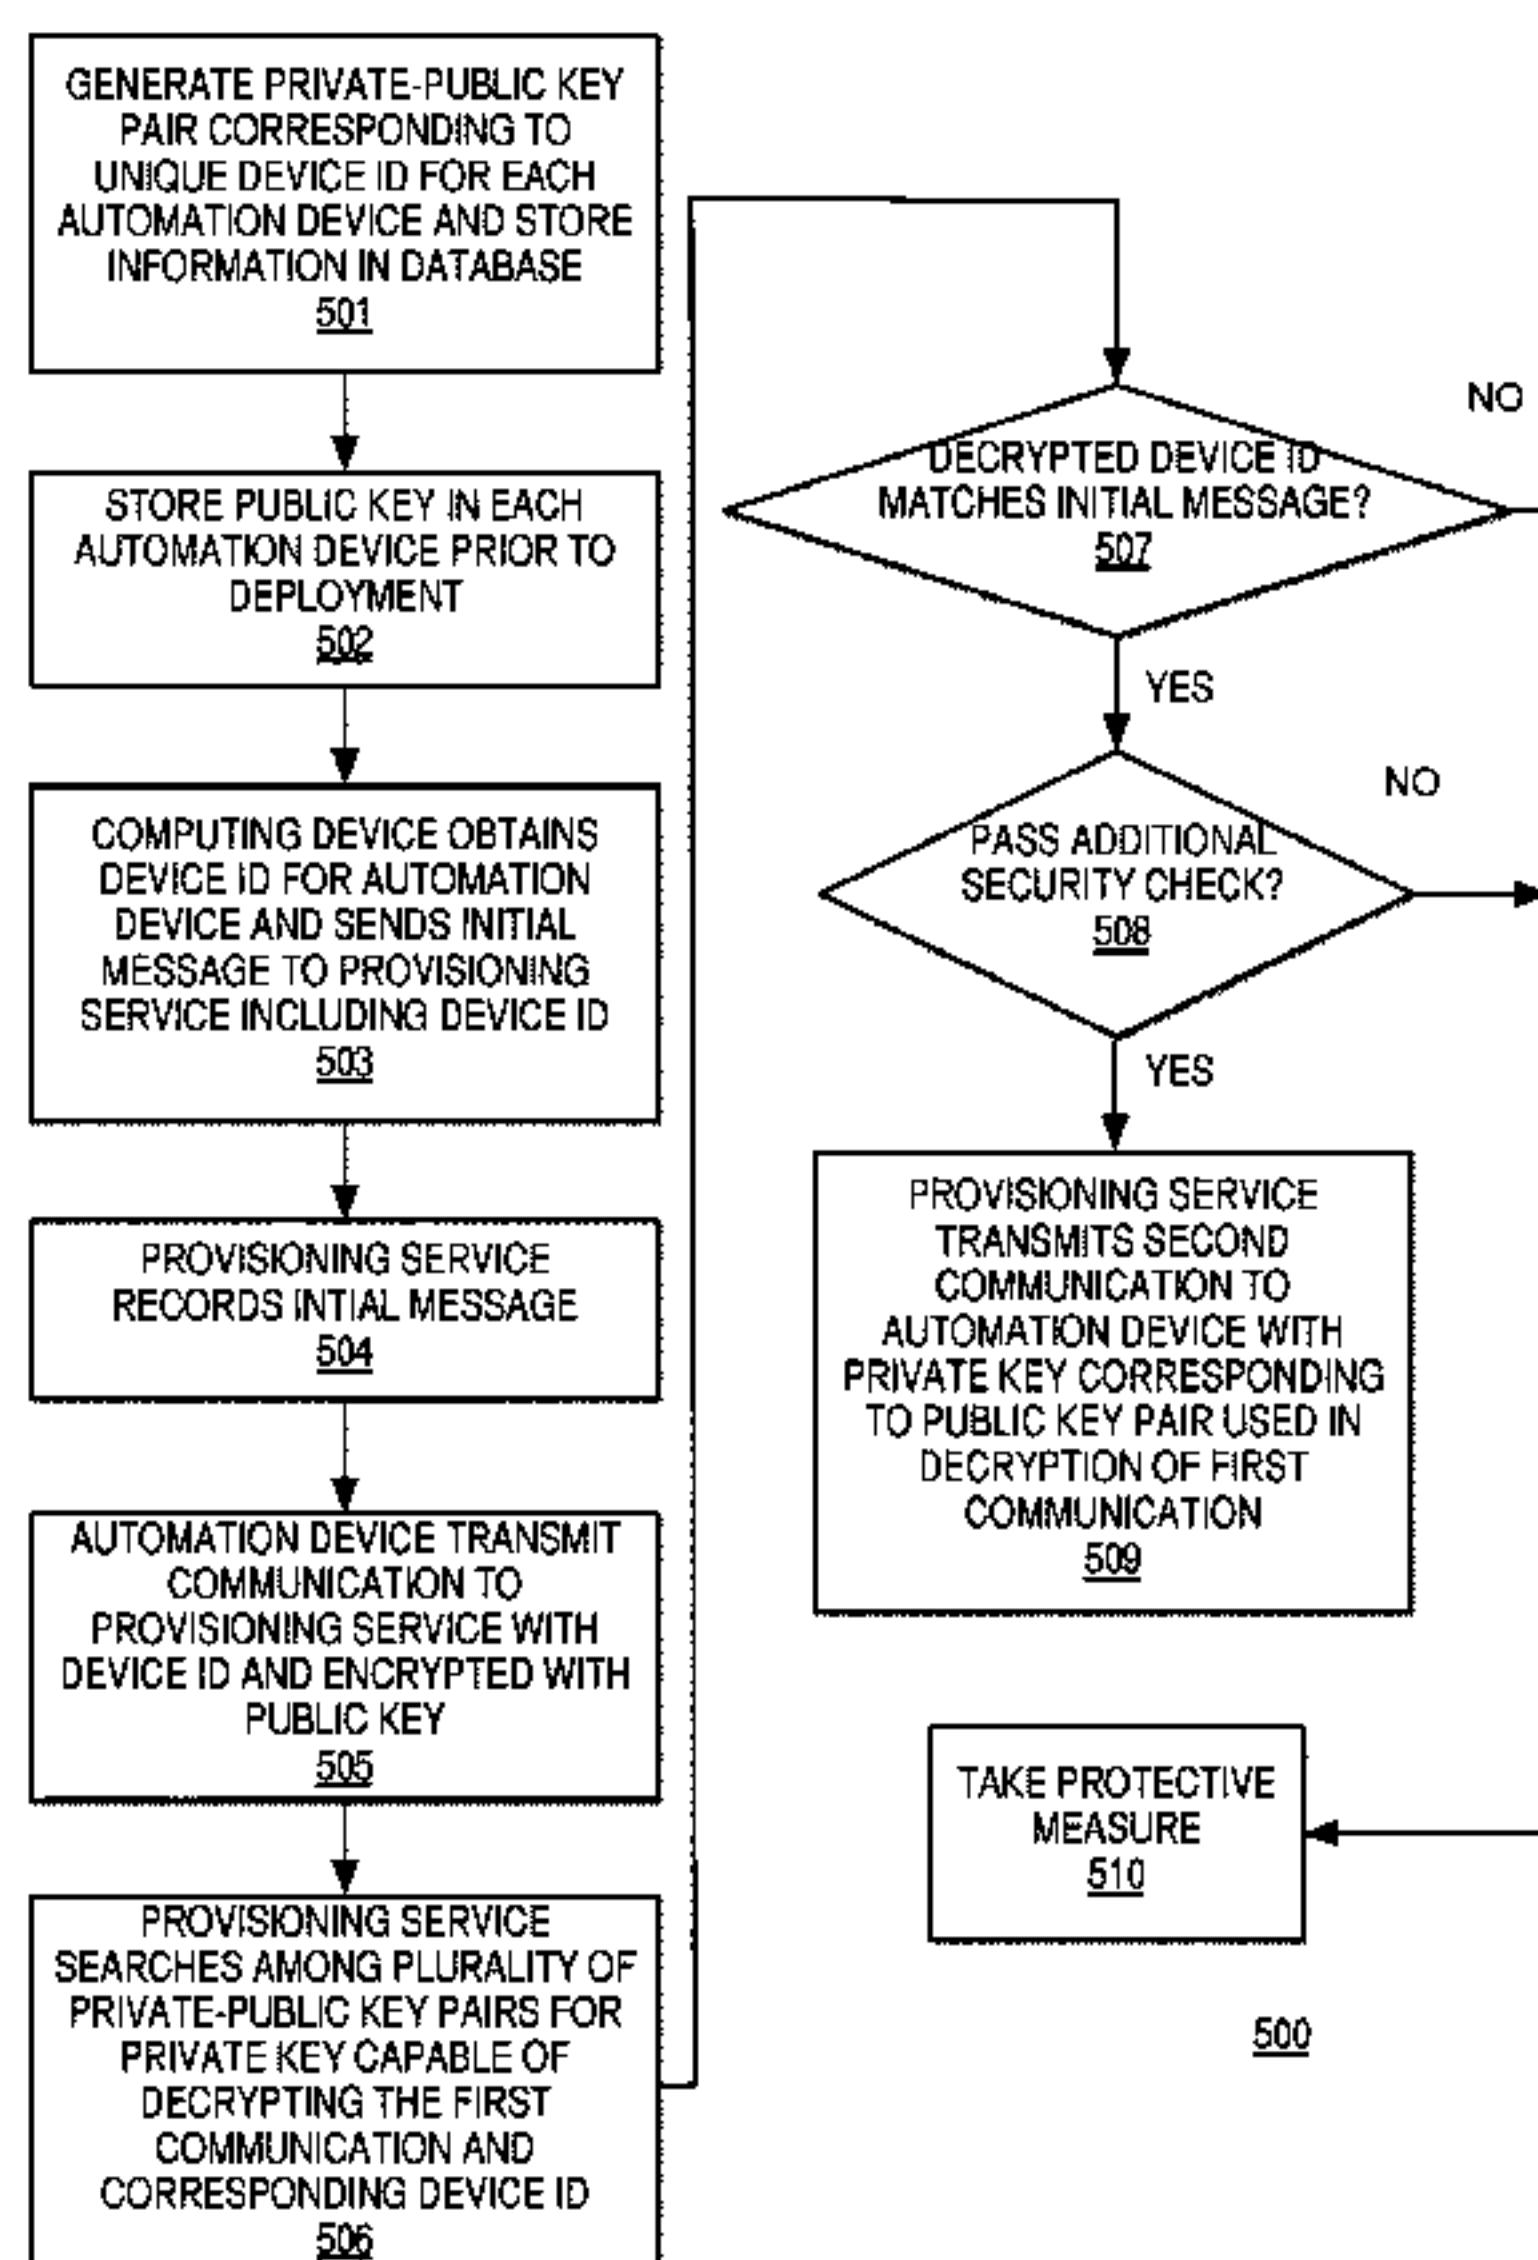 GENERATE PRIVATE-PUBLIC KEY
PAIR CORRESPONDING TO
UNIQUE DEVICE ID FOR EACH
AUTOMATION DEVICE AND STORE
INFORMATION IN DATABASE
501
STORE PUBLIC KEY IN EACH
AUTOMATION DEVICE PRIOR TO
DEPLOYMENT
502
COMPUTING DEVICE OBTAINS
DEVICE ID FOR AUTOMATION
DEVICE AND SENDS INITIAL
MESSAGE TO PROVISIONING
SERVICE INCLUDING DEVICE ID
503
PROVISIONING SERVICE
RECORDS INTIAL MESSAGE
504
AUTOMATION DEVICE TRANSMIT
COMMUNICATION TO
PROVISIONING SERVICE WITH
DEVICE ID AND ENCRYPTED WITH
PUBLIC KEY
505
PROVISIONING SERVICE
SEARCHES AMONG PLURALITY OF
PRIVATE-PUBLIC KEY PAIRS FOR
PRIVATE KEY CAPABLE OF
DECRYPTING THE FIRST
COMMUNICATION AND
CORRESPONDING DEVICE ID
506
NO
DECRYPTED DEVICE ID
MATCHES INITIAL MESSAGE?
507
YES
NO
PASS ADDITIONAL
SECURITY CHECK?
508
YES
PROVISIONING SERVICE
TRANSMITS SECOND
COMMUNICATION TO
AUTOMATION DEVICE WITH
PRIVATE KEY CORRESPONDING
TO PUBLIC KEY PAIR USED IN
DECRYPTION OF FIRST
COMMUNICATION
509
TAKE PROTECTIVE
MEASURE
510
500